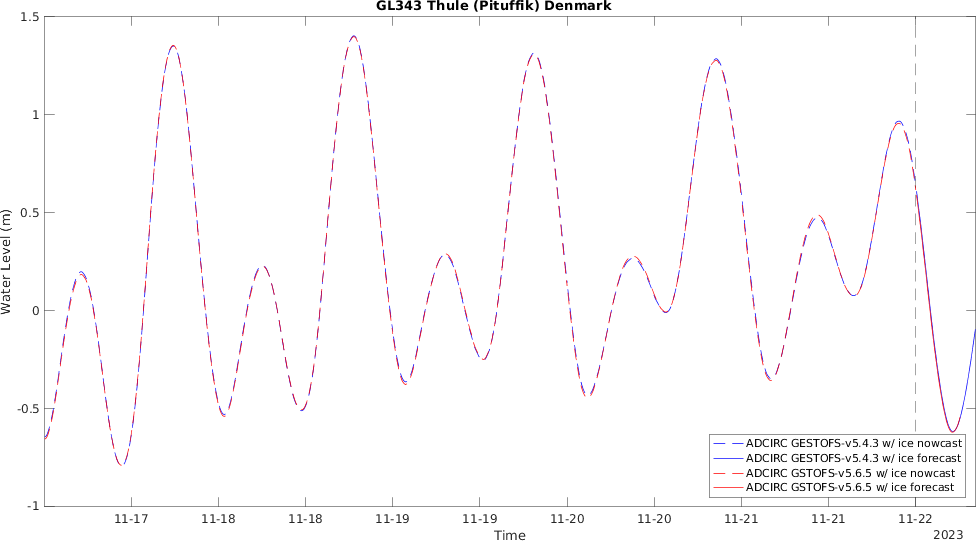 GL343 Thule (Pituffik) Denmark
1.5
1
0.5
0
-0.5
-1
Water Level (m)
11-17 11-18 11-18 11-19 11-19 11-20 11-20 11-21 11-21 11-22
Time
2023
ADCIRC GESTOFS-v5.4.3 w/ ice nowcast
ADCIRC GESTOFS-v5.4.3 w/ ice forecast
ADCIRC GSTOFS-v5.6.5 w/ ice nowcast
ADCIRC GSTOFS-v5.6.5 w/ ice forecast